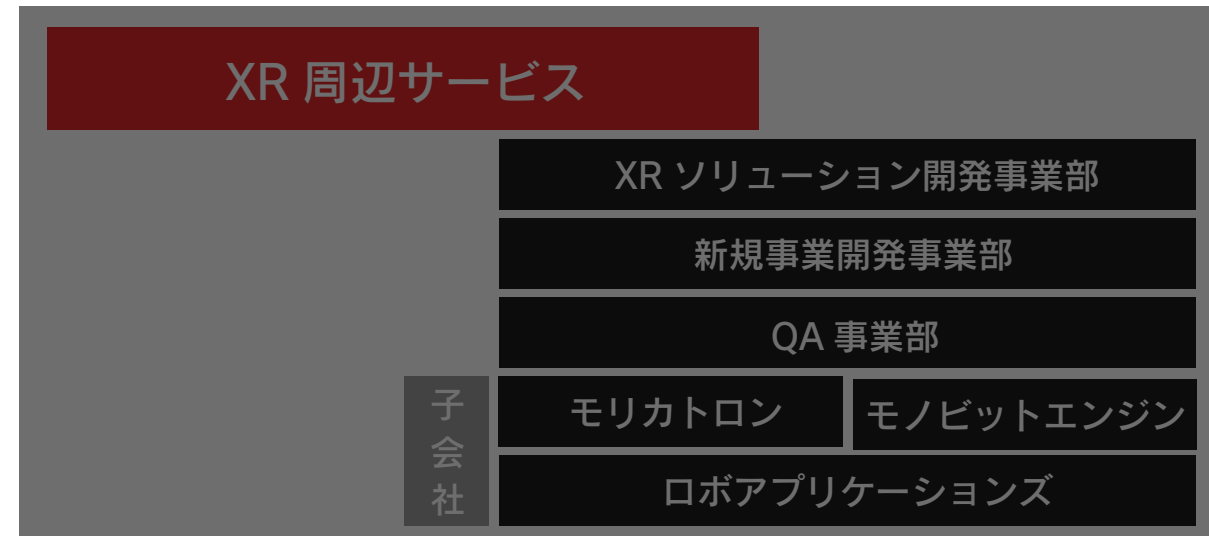 XR 周辺サービス
XR ソリューション開発事業部
新規事業開発事業部
QA 事業部
子会社
モリカトロン
モノビットエンジン
ロボアプリケーションズ